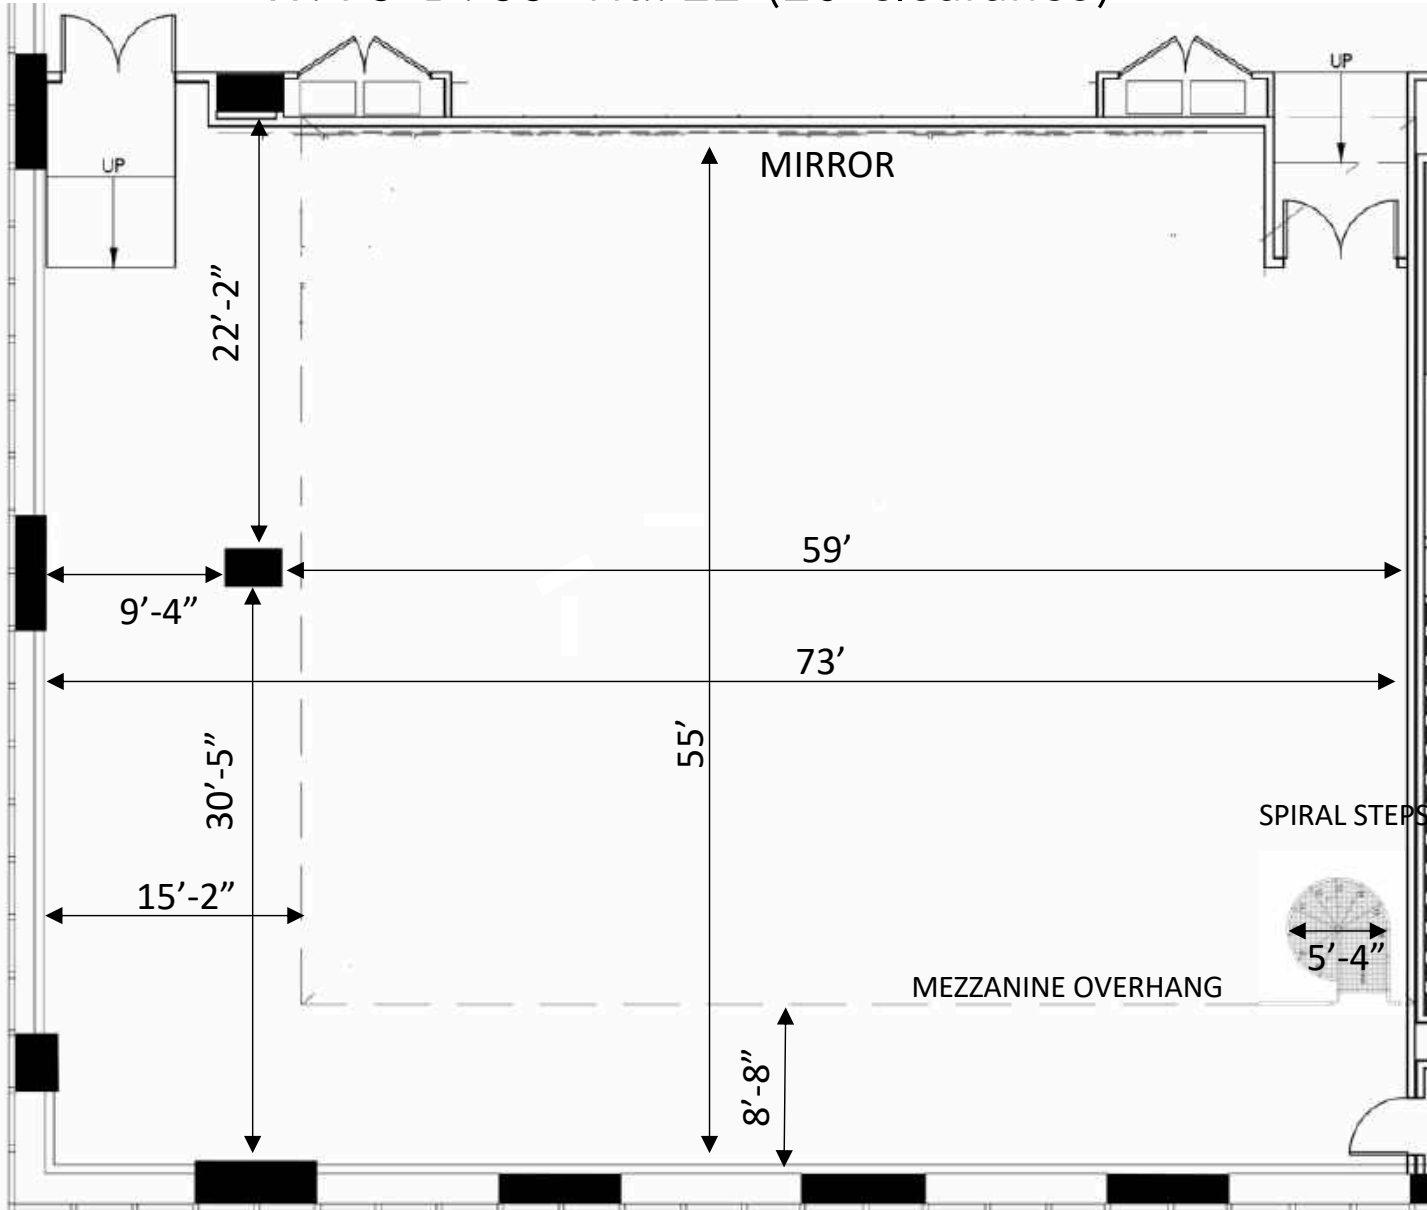 UP
UP
MIRROR
22’-2”
59’
9’-4”
73’
55’
30’-5”
SPIRAL STEPS
15’-2”
5’-4”
MEZZANINE OVERHANG
8’-8”